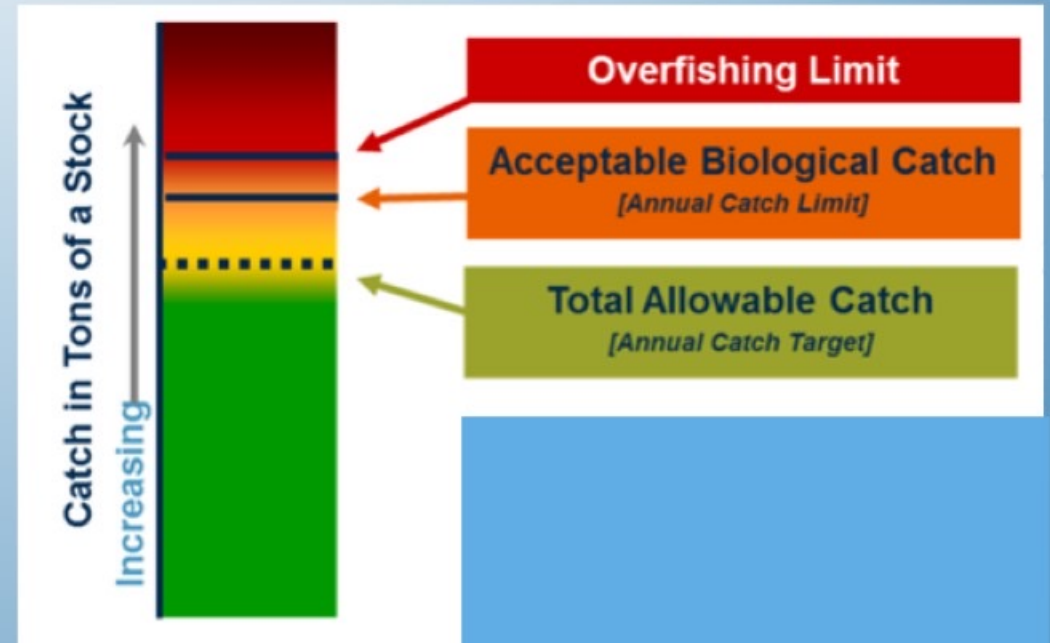 Catch in Tons of a Stock
Increasing
Overfishing Limit
Acceptable Biological Catch
[Annual Catch Limit]
Total Allowable Catch
[Annual Catch Target]